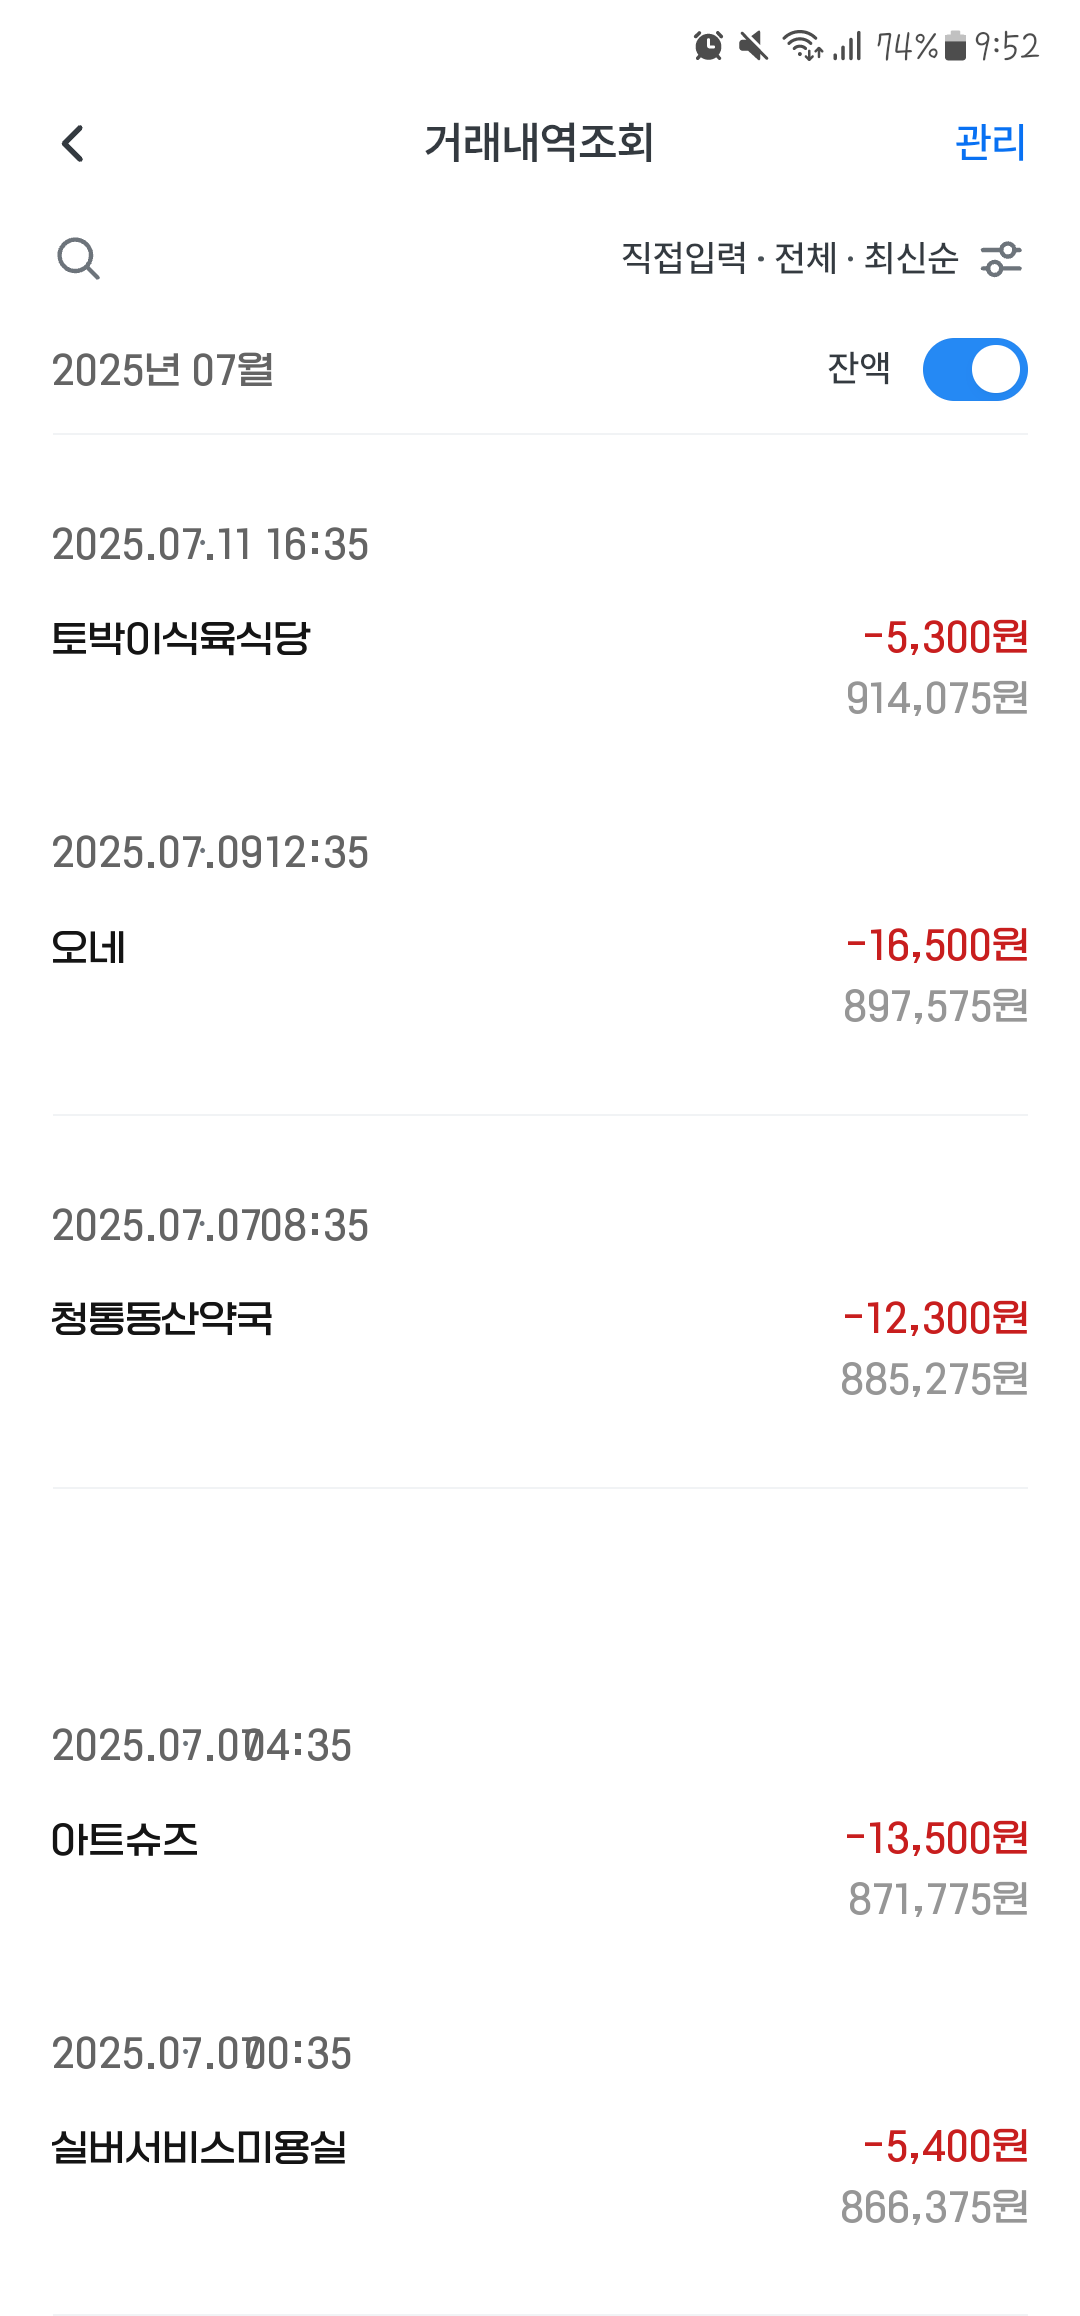 74% 9:52
거래내역조회 관리
직접입력 · 전체 · 최신순
2025년 07월 잔액
2025.07.11 16:35
토박이식육식당 -5,300원
914,075원
2025.07.0912:35
오네 -16,500원
897,575원
2025.07.0708:35
청통동산약국 -12,300원
885,275원
2025.07.0704:35
아트슈즈 -13,500원
871,775원
2025.07.0700:35
실버서비스미용실 -5,400원
866,375원